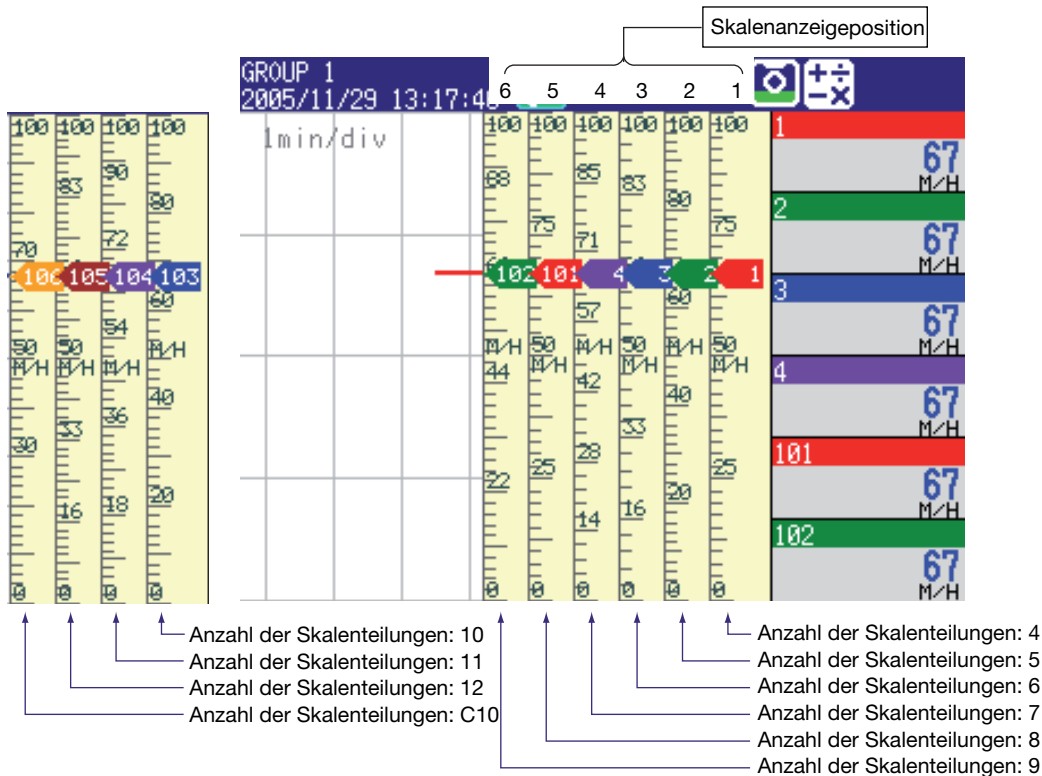 Skalenanzeigeposition
GROUP 1
2005/11/29 13:17:4
6 5 4 3 2 1
1min/div
100 100 100 100
90
83
80
72
70
106 105 104 103
60
54
50 50 M/H
M/H M/H M/H
40
36
33
30
20
18
16
0 0 0 0
100 100 100 100 100 100
88 85 83
80
75 75
71
102 101 4 3 2 1
60
57
M/H 50 M/H 50 M/H 50
44 M/H 42 M/H 40 M/H
33
28
25 25
22 20
14 16
0 0 0 0 0 0
1
67
M/H
2
67
M/H
3
67
M/H
4
67
M/H
101
67
M/H
102
67
M/H
Anzahl der Skalenteilungen: 10
Anzahl der Skalenteilungen: 11
Anzahl der Skalenteilungen: 12
Anzahl der Skalenteilungen: C10
Anzahl der Skalenteilungen: 4
Anzahl der Skalenteilungen: 5
Anzahl der Skalenteilungen: 6
Anzahl der Skalenteilungen: 7
Anzahl der Skalenteilungen: 8
Anzahl der Skalenteilungen: 9